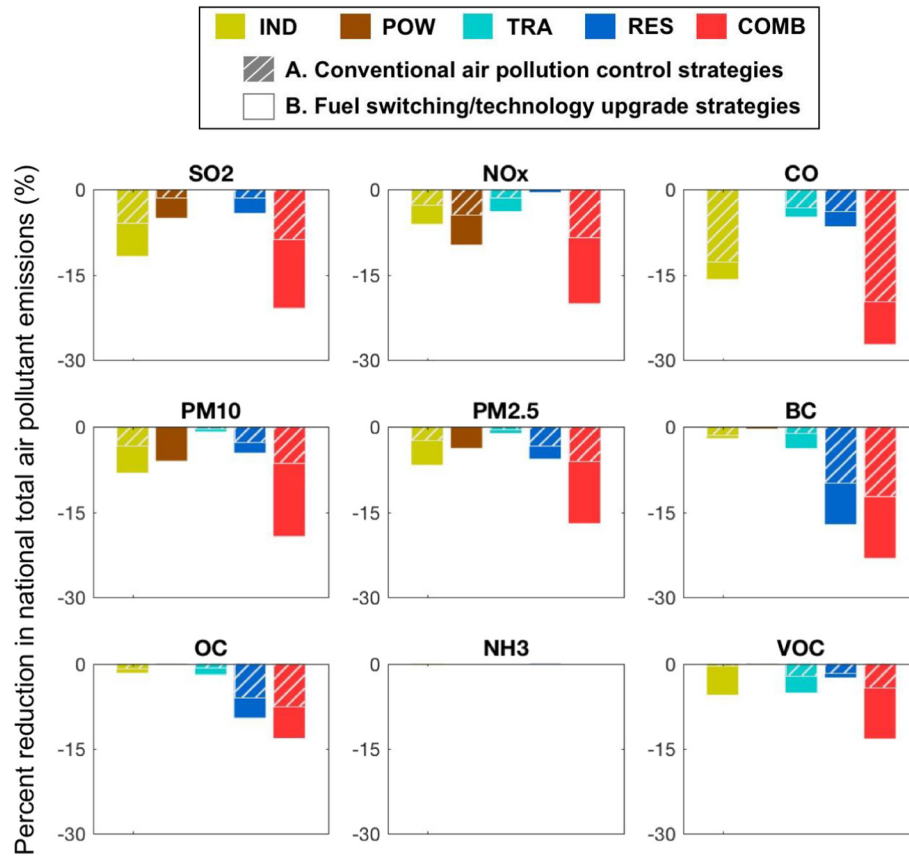 IND POW TRA RES COMB
A. Conventional air pollution control strategies
B. Fuel switching/technology upgrade strategies
Percent reduction in national total air pollutant emissions (%)
SO2 NOx CO
0 0 0
-15 -15 -15
-30 -30 -30
PM10 PM2.5 BC
0 0 0
-15 -15 -15
-30 -30 -30
OC NH3 VOC
0 0 0
-15 -15 -15
-30 -30 -30